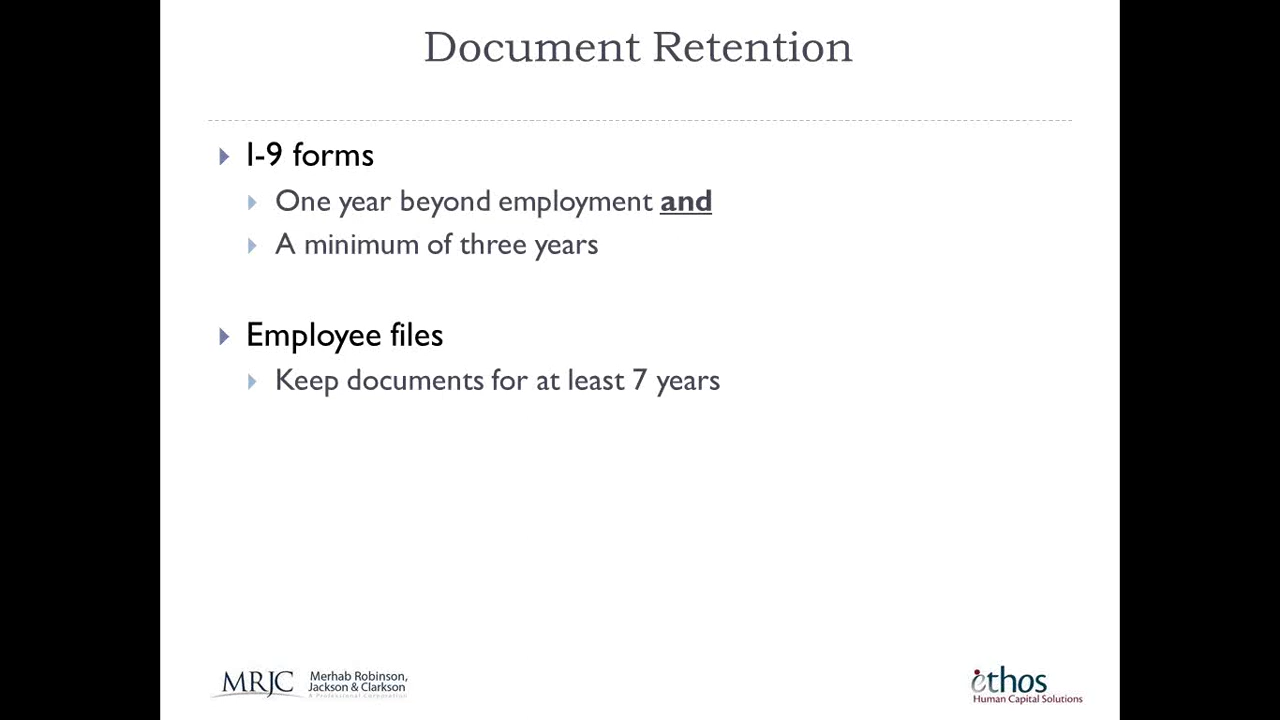 Document Retention
I-9 forms
One year beyond employment and
A minimum of three years
Employee files
Keep documents for at least 7 years
MRJC
Merhab Robinson,
Jackson & Clarkson
A Professional Corporation
ethos
Human Capital Solutions